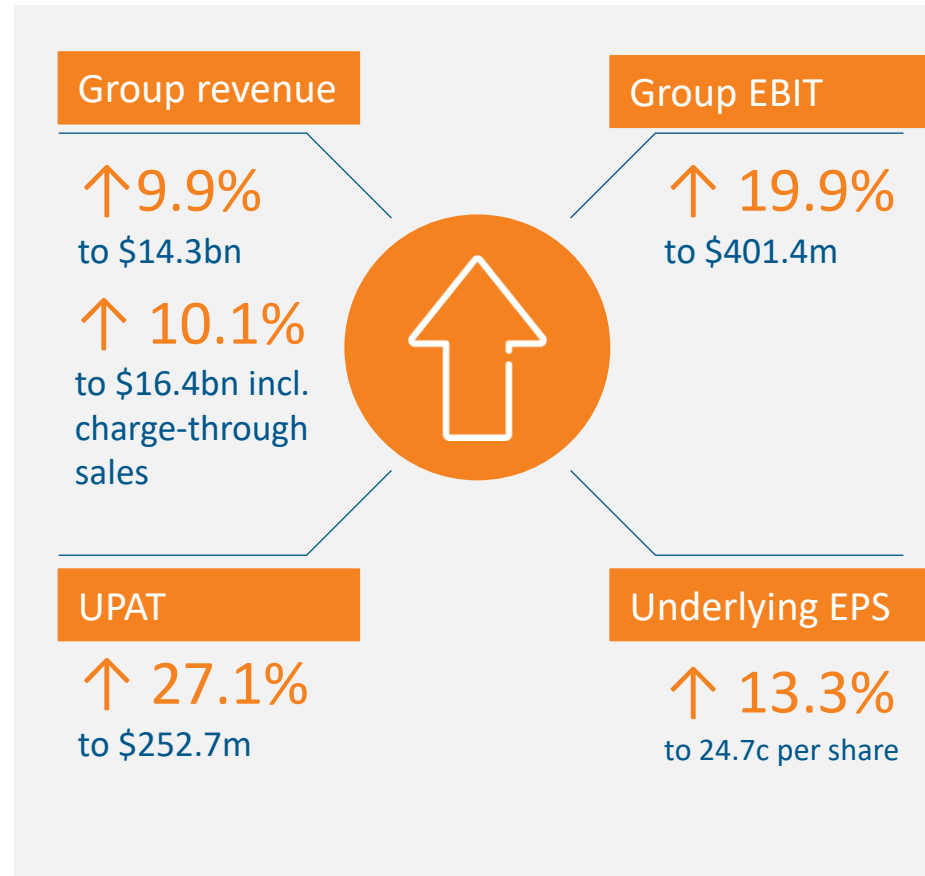 Group revenue
↑9.9%
to $14.3bn
↑ 10.1%
to $16.4bn incl.
charge-through
sales
Group EBIT
↑ 19.9%
to $401.4m
UPAT
↑ 27.1%
to $252.7m
Underlying EPS
↑ 13.3%
to 24.7c per share